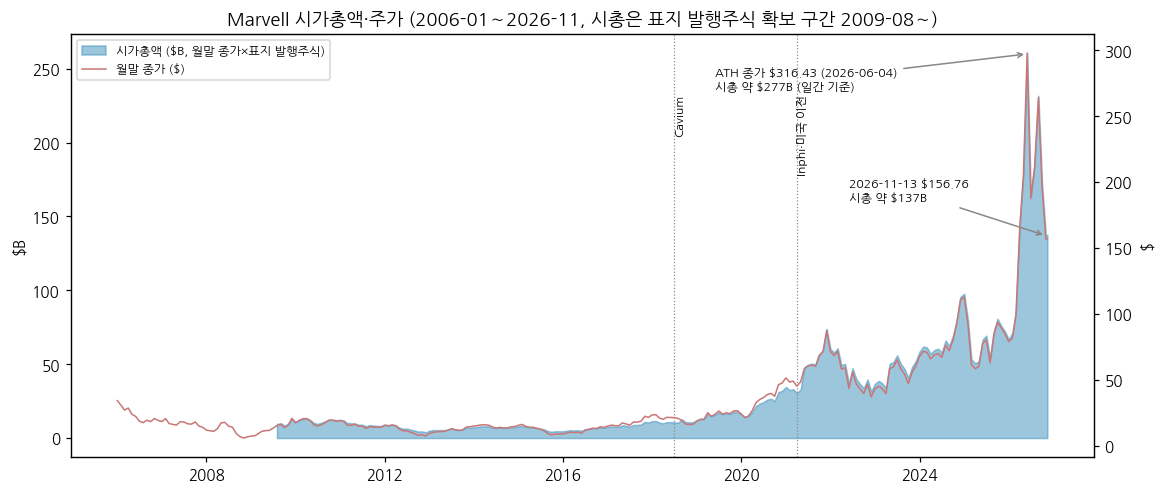 Marvell 시가총액·주가 (2006-01~2026-11, 시총은 표지 발행주식 확보 구간 2009-08~)
시가총액 ($B, 월말 종가×표지 발행주식)
월말 종가 ($)
ATH 종가 $316.43 (2026-06-04)
시총 약 $277B (일간 기준)
Cavium
Inphi·미국 이전
2026-11-13 $156.76
시총 약 $137B
$B
250
200
150
100
50
0
$
300
250
200
150
100
50
0
2008
2012
2016
2020
2024